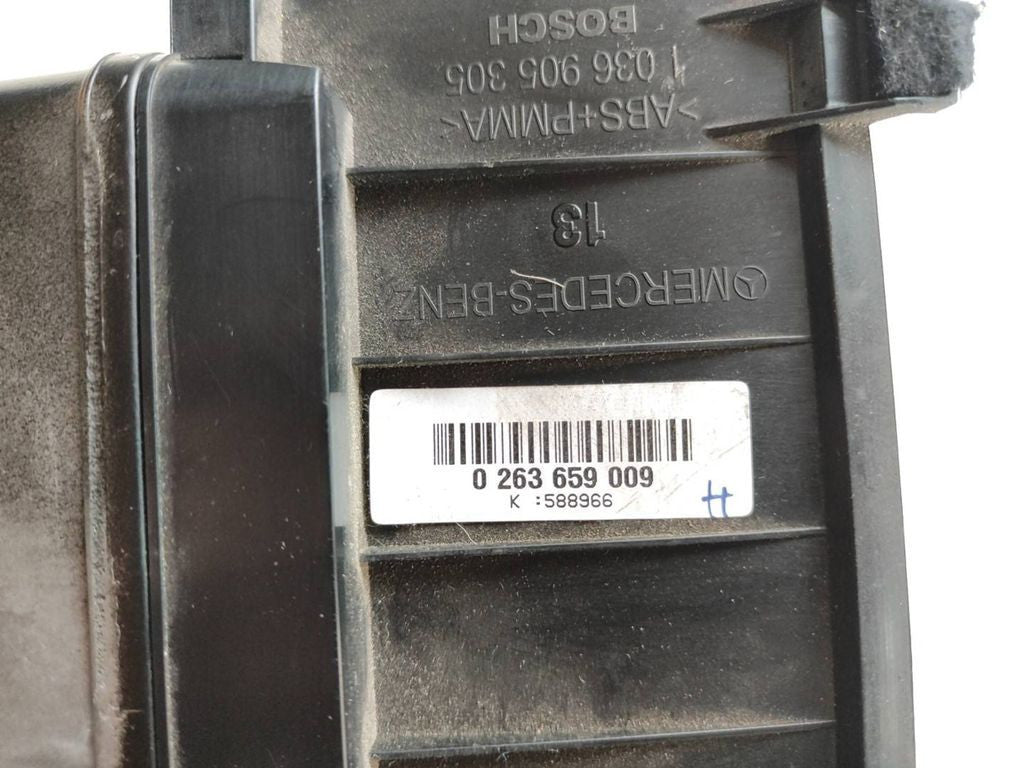 BOSCH
1 036 905 305
>ABS+PMMA<
13
MERCEDES-BENZ
0 263 659 009
K :588966
H